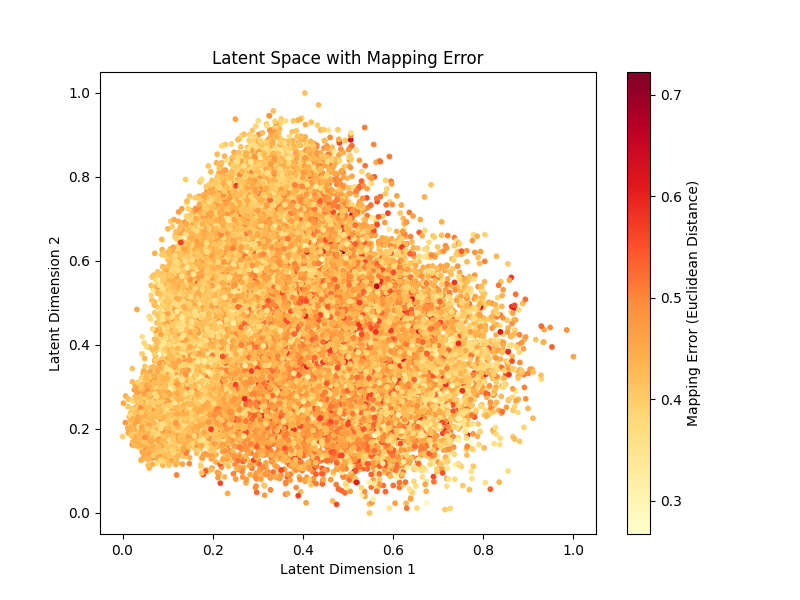 Latent Space with Mapping Error
1.0
0.8
0.6
0.4
0.2
0.0
Latent Dimension 2
0.0 0.2 0.4 0.6 0.8 1.0
Latent Dimension 1
0.7
0.6
0.5
0.4
0.3
Mapping Error (Euclidean Distance)